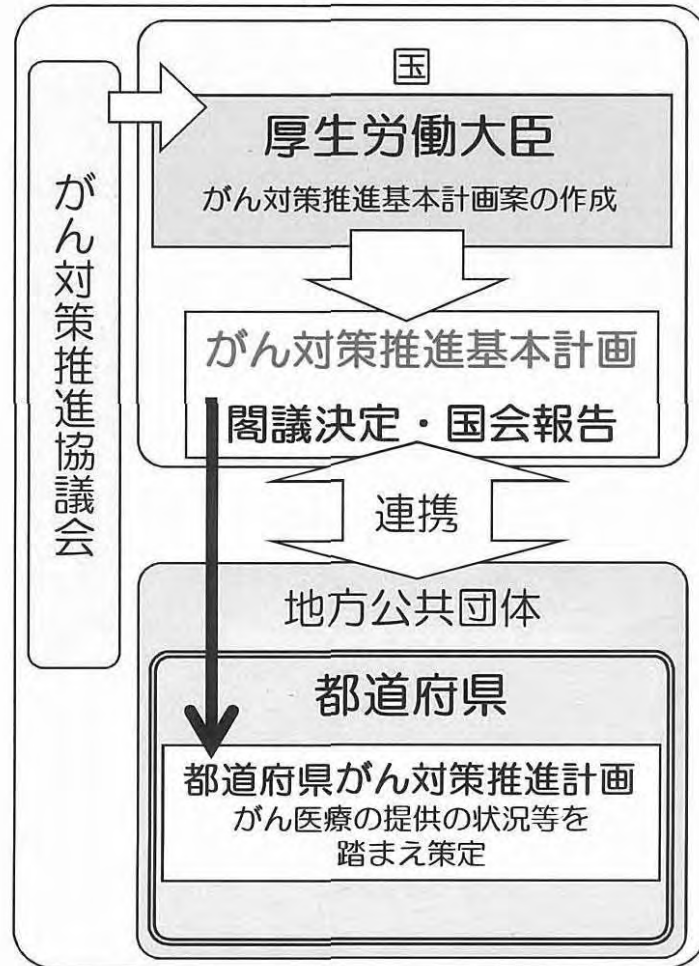 がん対策推進協議会
国
厚生労働大臣
がん対策推進基本計画案の作成
がん対策推進基本計画
閣議決定・国会報告
連携
地方公共団体
都道府県
都道府県がん対策推進計画
がん医療の提供の状況等を
踏まえ策定